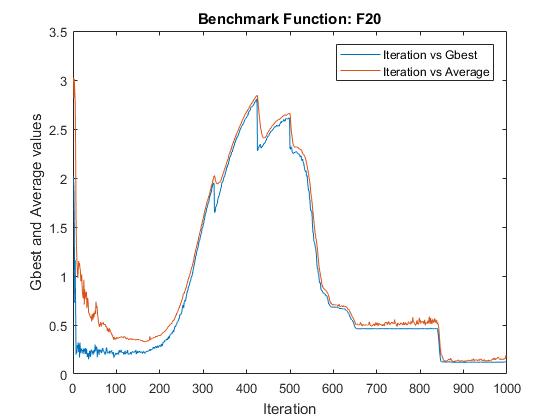 Benchmark Function: F20
Iteration vs Gbest
Iteration vs Average
Gbest and Average values
3.5
3
2.5
2
1.5
1
0.5
0
0 100 200 300 400 500 600 700 800 900 1000
Iteration